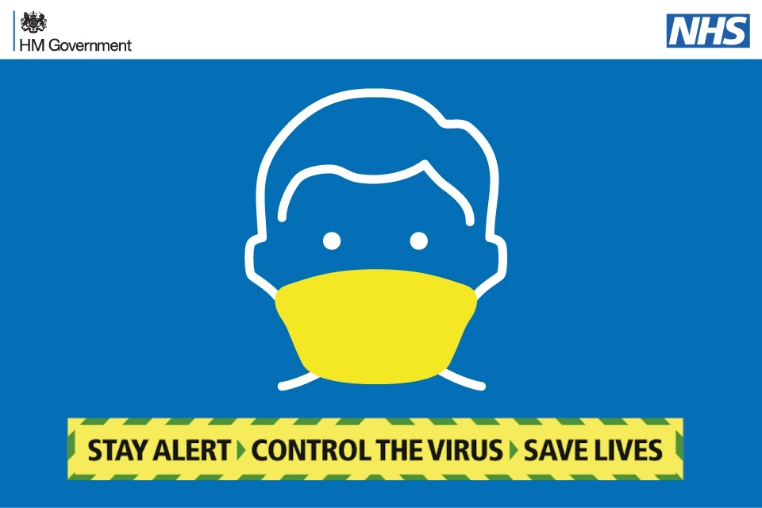 HM Government
NHS
STAY ALERT CONTROL THE VIRUS SAVE LIVES